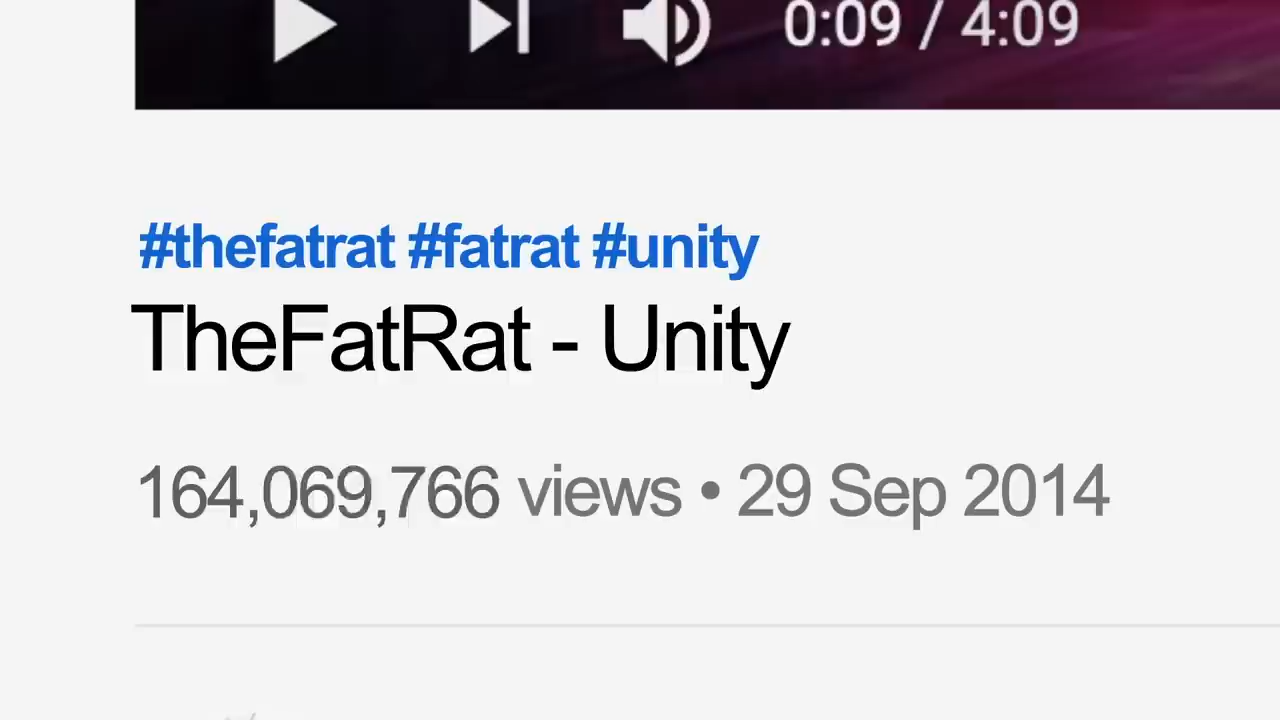 0:09 / 4:09
#thefatrat #fatrat #unity
TheFatRat - Unity
164,069,766 views • 29 Sep 2014